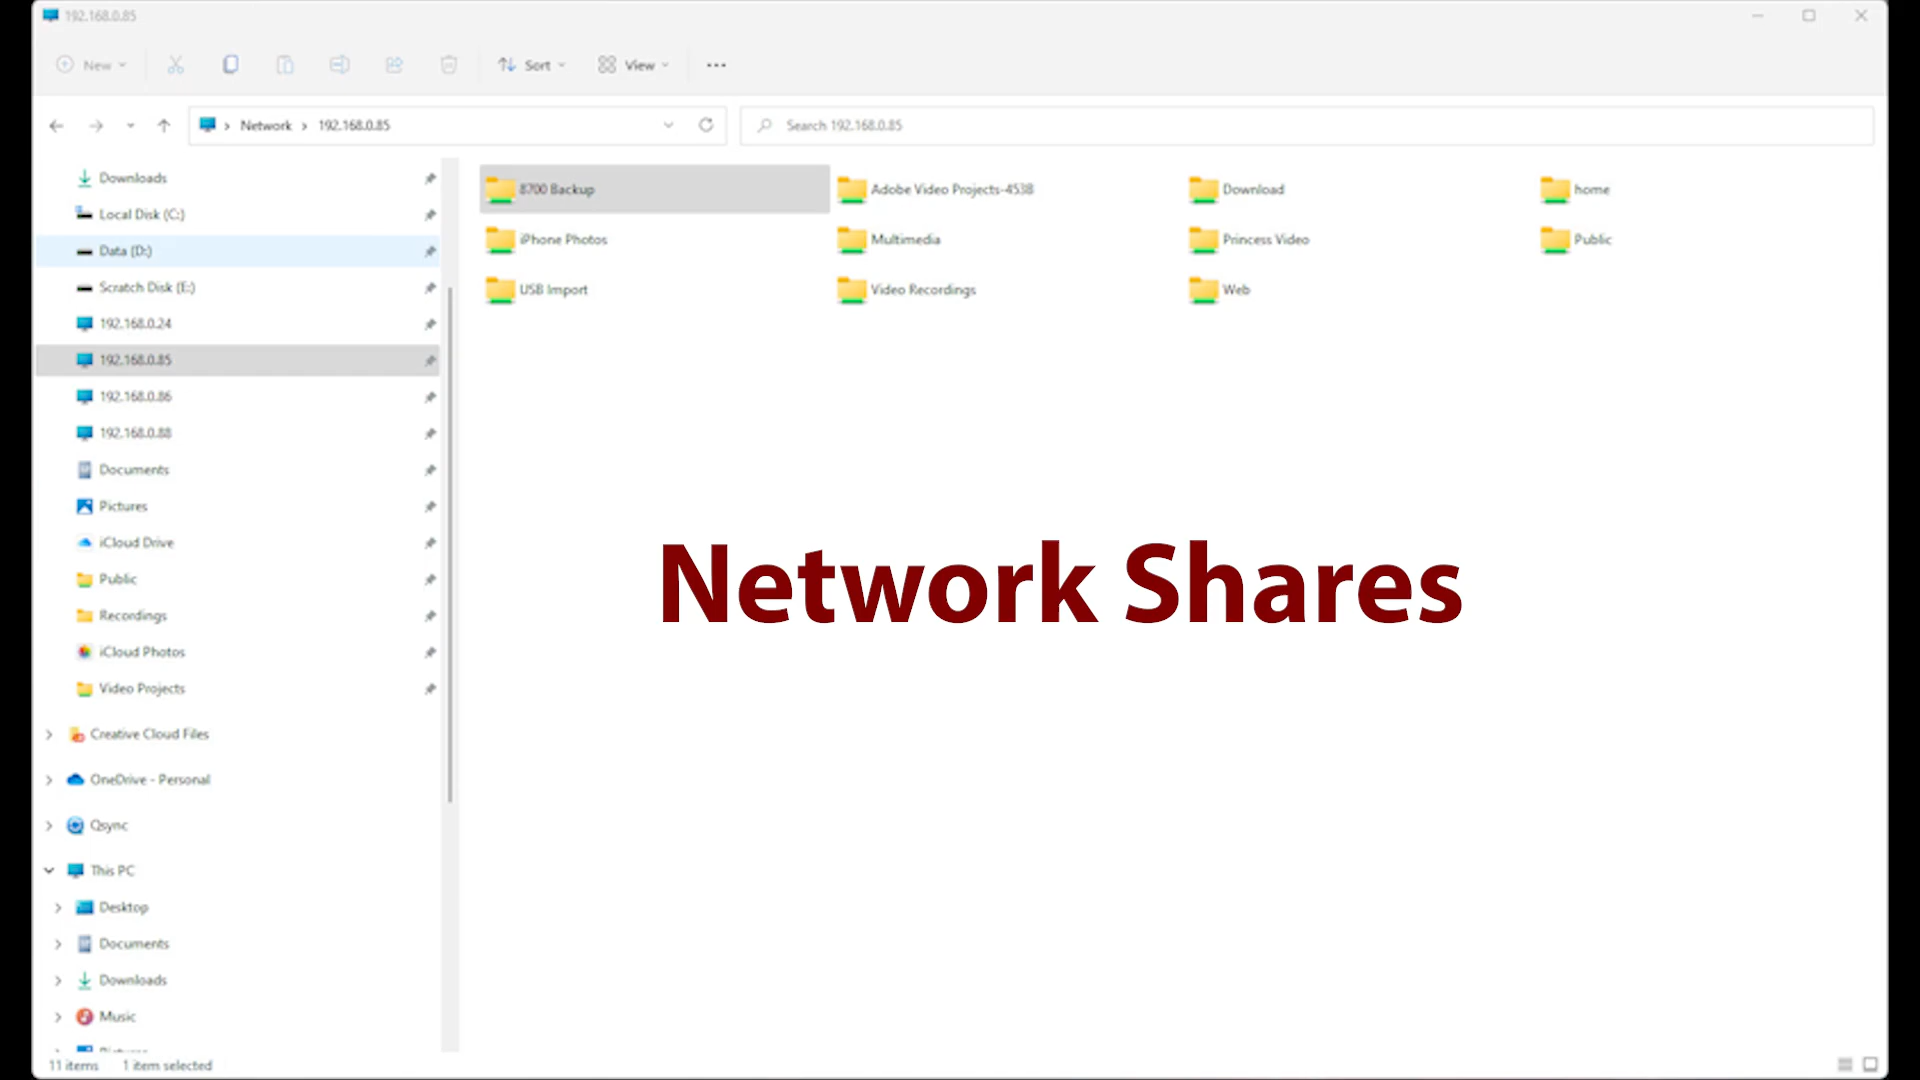 192.168.0.85
New
Sort
View
Network > 192.168.0.85
Search 192.168.0.85
Downloads
Local Disk (C:)
Data (D:)
Scratch Disk (E:)
192.168.0.24
192.168.0.85
192.168.0.86
192.168.0.88
Documents
Pictures
iCloud Drive
Public
Recordings
iCloud Photos
Video Projects
Creative Cloud Files
OneDrive - Personal
Qsync
This PC
Desktop
Documents
Downloads
Music
Pictures
8700 Backup
Adobe Video Projects-4538
Download
home
iPhone Photos
Multimedia
Princess Video
Public
USB Import
Video Recordings
Web
Network Shares
11 items
1 item selected